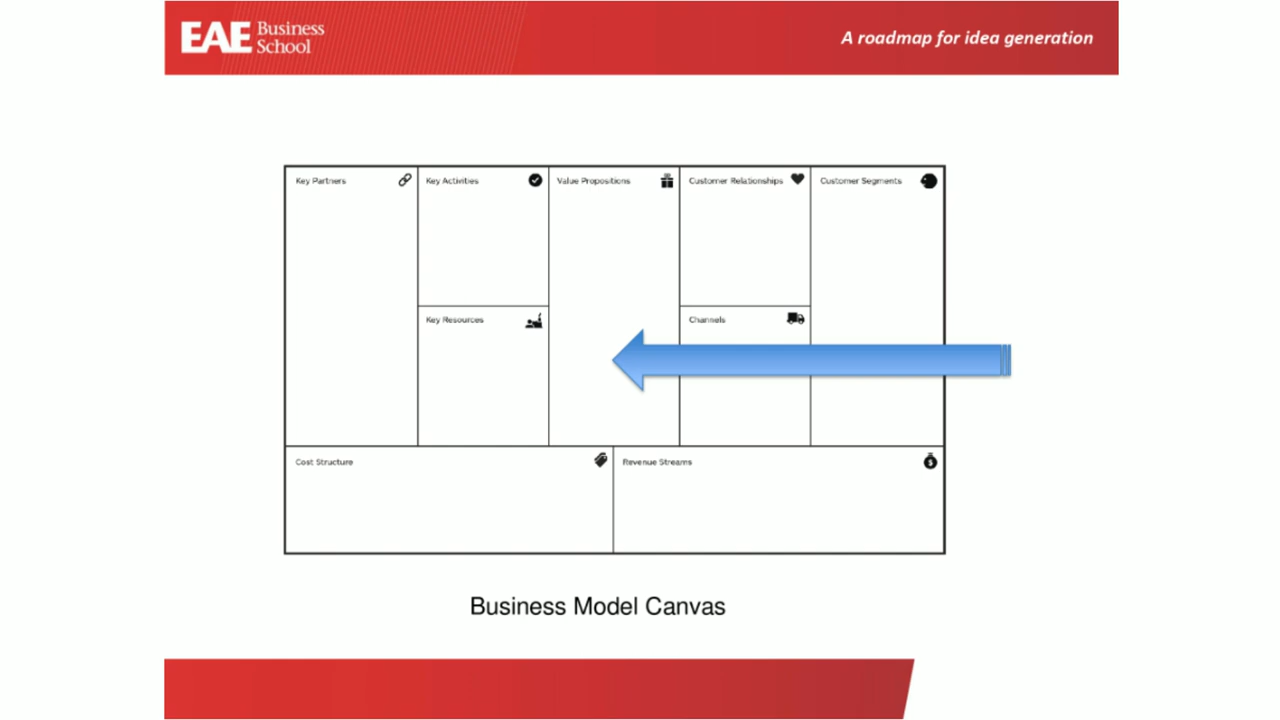 EAE Business
School
A roadmap for idea generation
Key Partners
Key Activities
Value Propositions
Customer Relationships
Customer Segments
Key Resources
Channels
Cost Structure
Revenue Streams
Business Model Canvas